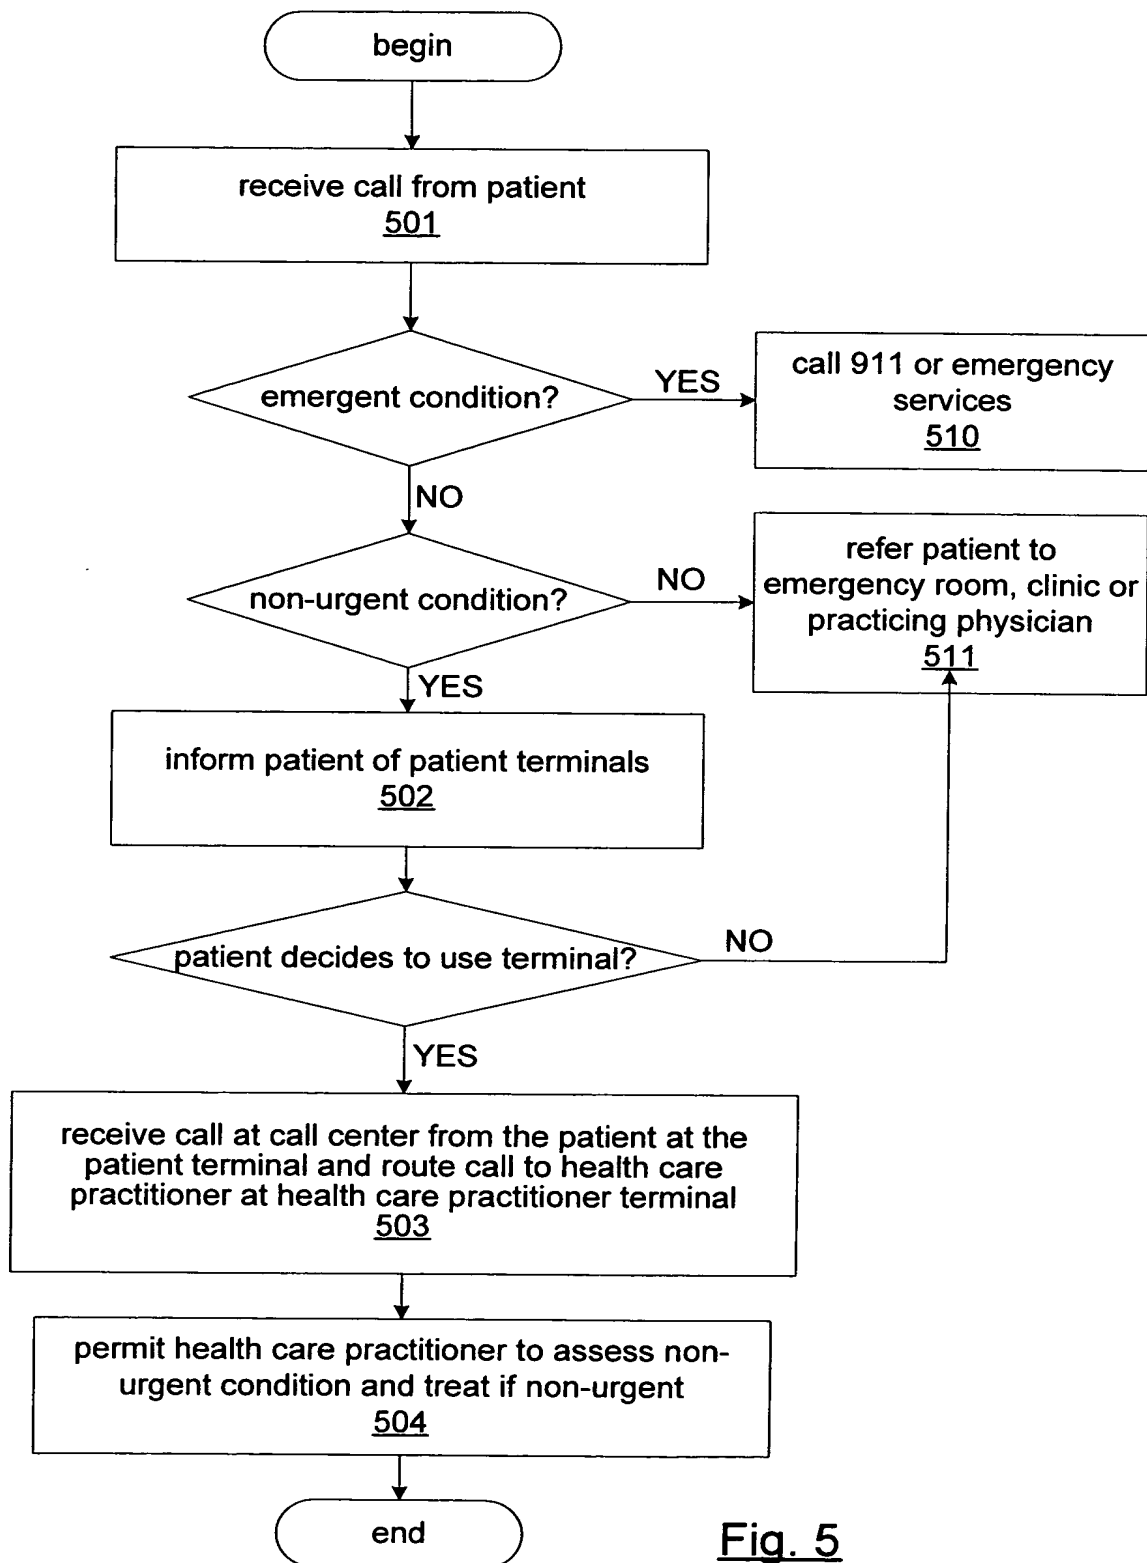 begin
receive call from patient
501
emergent condition?
YES
call 911 or emergency
services
510
NO
non-urgent condition?
NO
refer patient to
emergency room, clinic or
practicing physician
511
YES
inform patient of patient terminals
502
patient decides to use terminal?
NO
YES
receive call at call center from the patient at the
patient terminal and route call to health care
practitioner at health care practitioner terminal
503
permit health care practitioner to assess non-
urgent condition and treat if non-urgent
504
end
Fig. 5